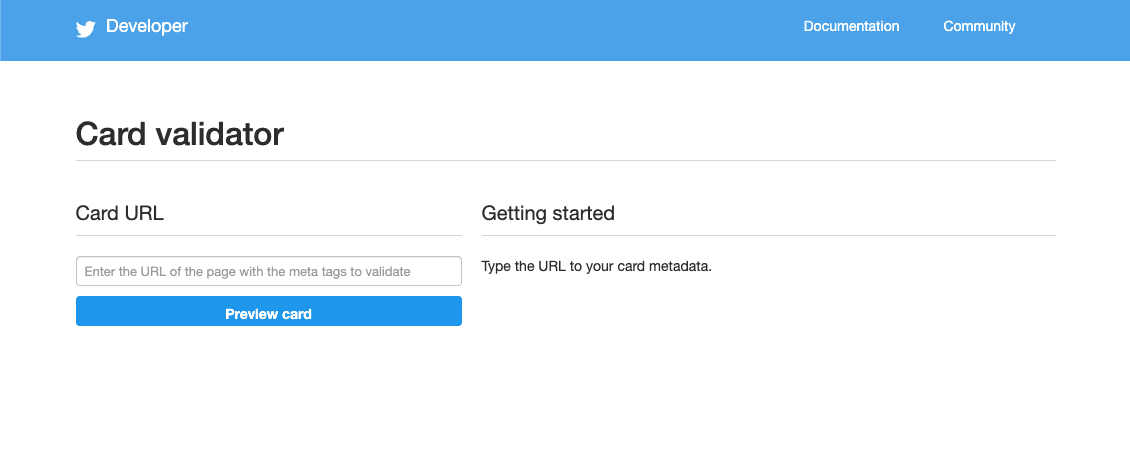 Developer
Documentation
Community
Card validator
Card URL
Getting started
Enter the URL of the page with the meta tags to validate
Type the URL to your card metadata.
Preview card